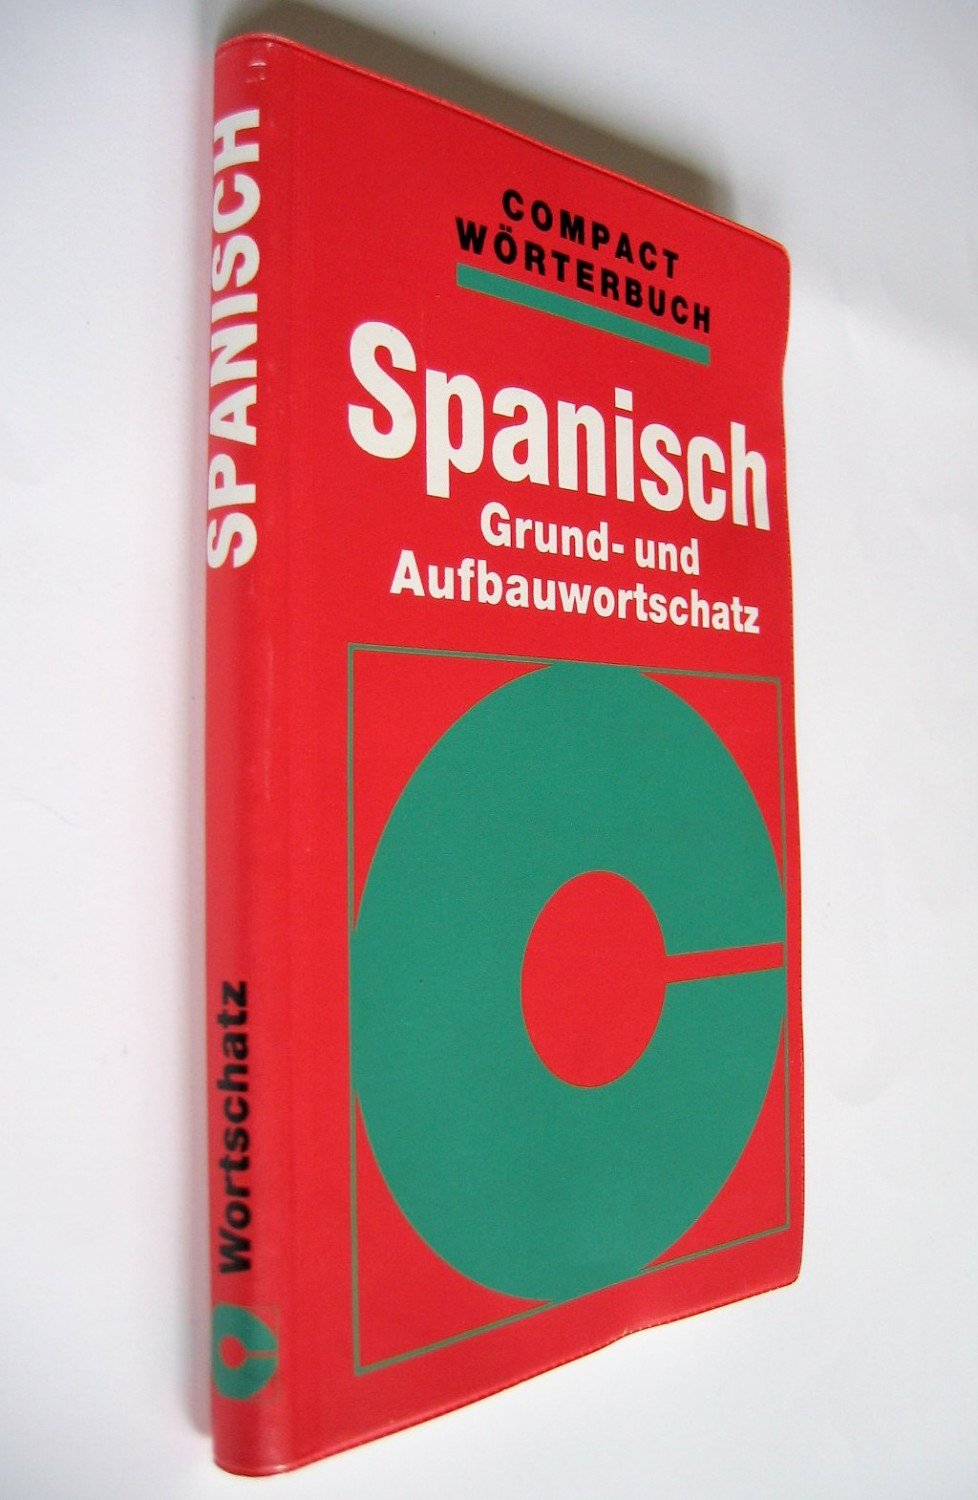 COMPACT
WÖRTERBUCH
Spanisch
Grund- und
Aufbauwortschatz
SPANISCH
Wortschatz